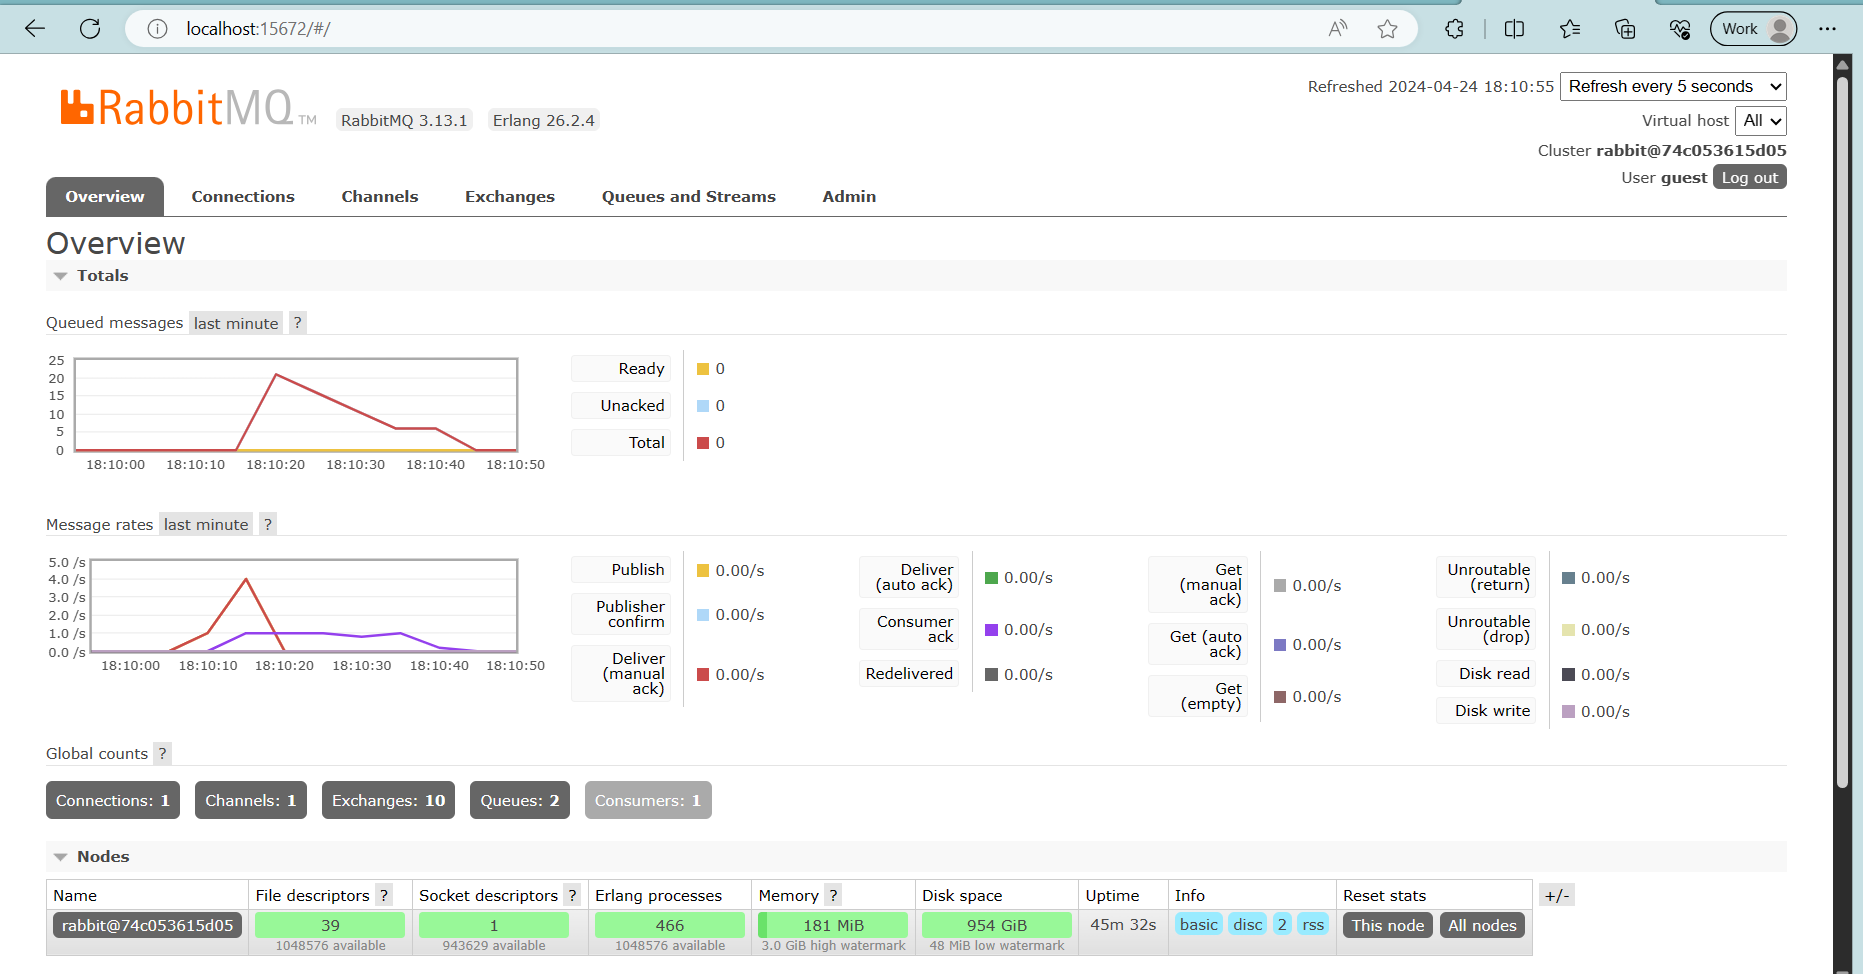 localhost:15672/#/
Work
RabbitMQ TM
RabbitMQ 3.13.1 Erlang 26.2.4
Refreshed 2024-04-24 18:10:55 Refresh every 5 seconds
Virtual host All
Cluster rabbit@74c053615d05
User guest Log out
Overview Connections Channels Exchanges Queues and Streams Admin
Overview
Totals
Queued messages last minute ?
25
20
15
10
5
0
18:10:00 18:10:10 18:10:20 18:10:30 18:10:40 18:10:50
Ready 0
Unacked 0
Total 0
Message rates last minute ?
5.0 /s
4.0 /s
3.0 /s
2.0 /s
1.0 /s
0.0 /s
18:10:00 18:10:10 18:10:20 18:10:30 18:10:40 18:10:50
Publish 0.00/s
Publisher
confirm 0.00/s
Deliver
(manual
ack) 0.00/s
Deliver
(auto ack) 0.00/s
Consumer
ack 0.00/s
Redelivered 0.00/s
Get
(manual
ack) 0.00/s
Get (auto
ack) 0.00/s
Get
(empty) 0.00/s
Unroutable
(return) 0.00/s
Unroutable
(drop) 0.00/s
Disk read 0.00/s
Disk write 0.00/s
Global counts ?
Connections: 1 Channels: 1 Exchanges: 10 Queues: 2 Consumers: 1
Nodes
Name File descriptors ? Socket descriptors ? Erlang processes Memory ? Disk space Uptime Info Reset stats +/-
rabbit@74c053615d05 39 1 466 181 MiB 954 GiB 45m 32s basic disc 2 rss This node All nodes
1048576 available 943629 available 1048576 available 3.0 GiB high watermark 48 MiB low watermark